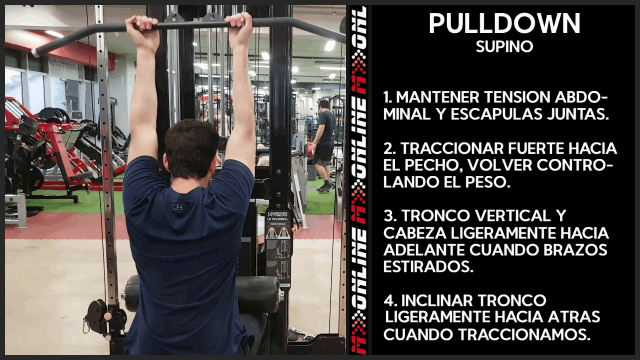 PULLDOWN
SUPINO
1. MANTENER TENSION ABDO-
MINAL Y ESCAPULAS JUNTAS.
2. TRACCIONAR FUERTE HACIA
EL PECHO, VOLVER CONTRO-
LANDO EL PESO.
3. TRONCO VERTICAL Y
CABEZA LIGERAMENTE HACIA
ADELANTE CUANDO BRAZOS
ESTIRADOS.
4. INCLINAR TRONCO
LIGERAMENTE HACIA ATRAS
CUANDO TRACCIONAMOS.
ONLINE
ONLINE